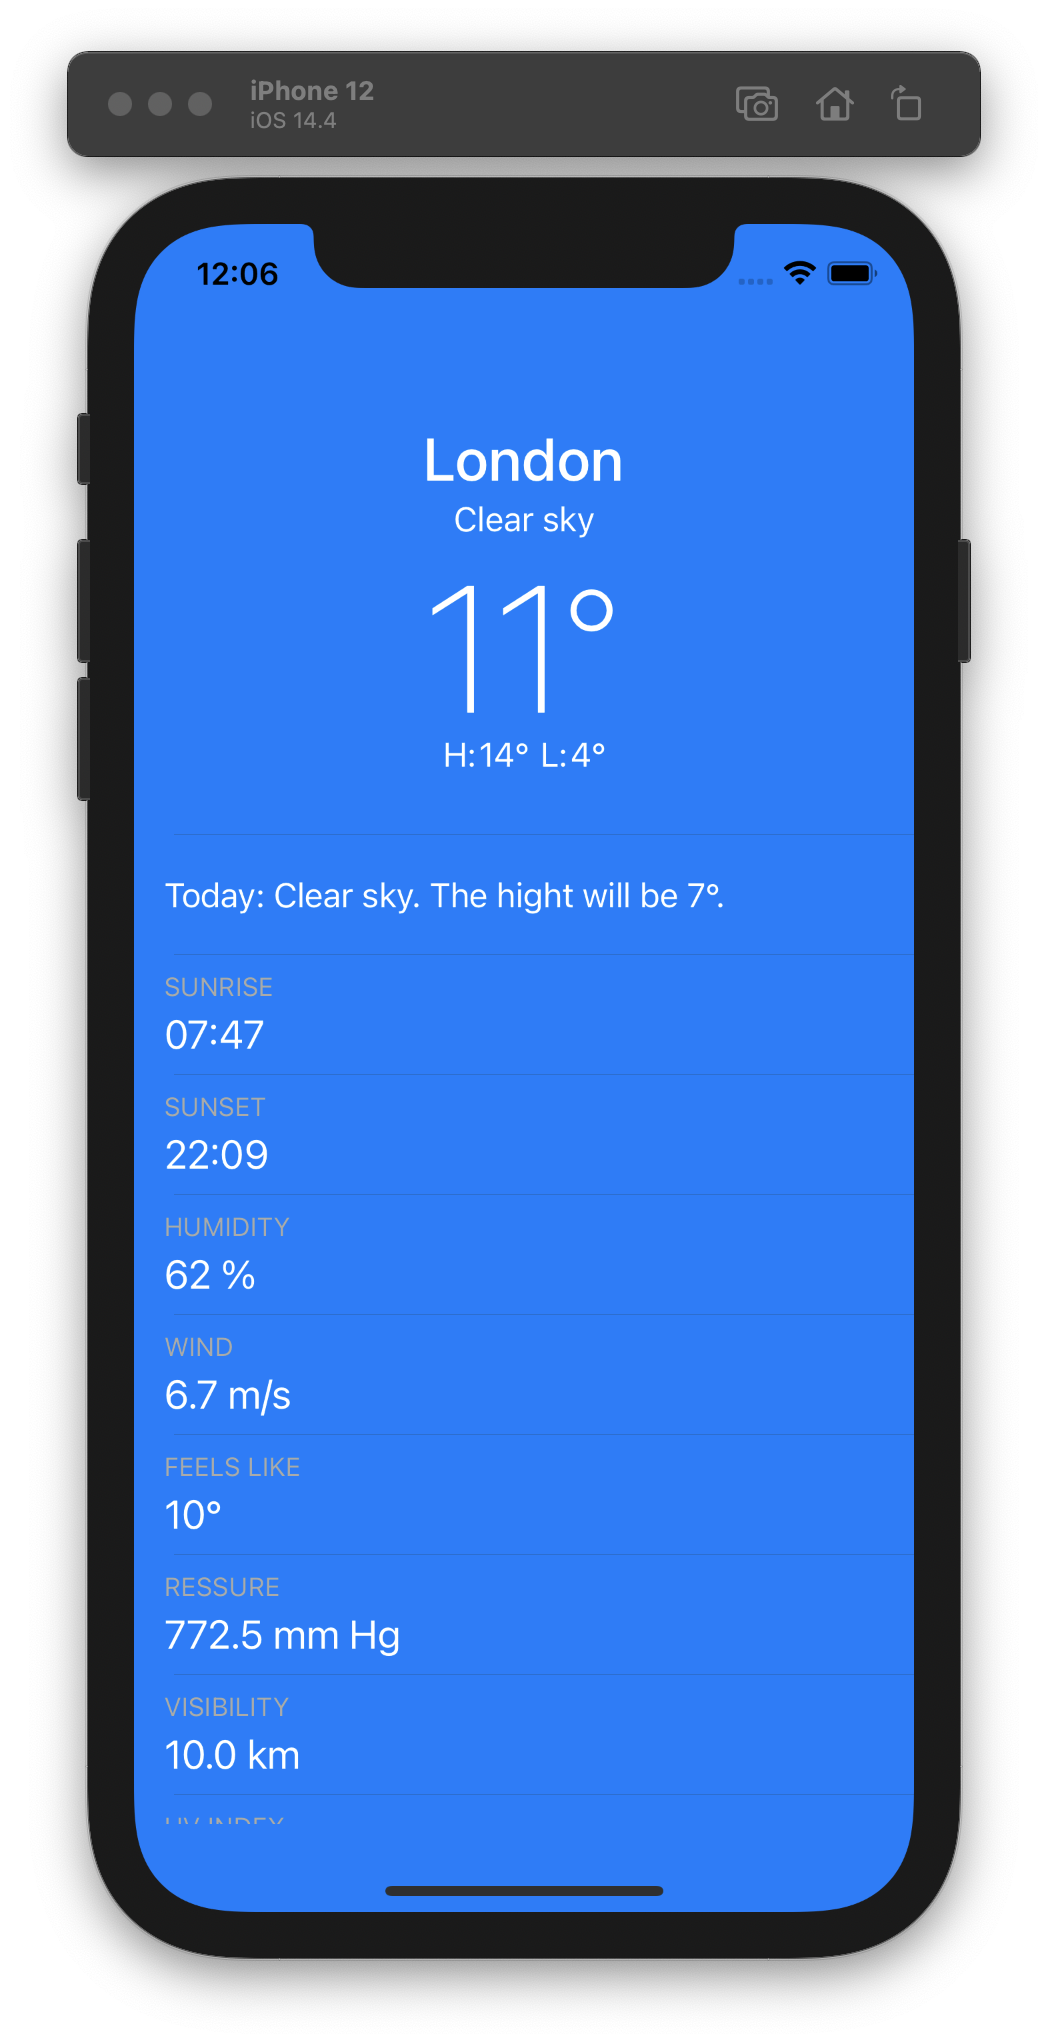 iPhone 12
iOS 14.4
12:06
London
Clear sky
11°
H:14° L:4°
Today: Clear sky. The hight will be 7°.
SUNRISE
07:47
SUNSET
22:09
HUMIDITY
62 %
WIND
6.7 m/s
FEELS LIKE
10°
RESSURE
772.5 mm Hg
VISIBILITY
10.0 km
UV INDEX